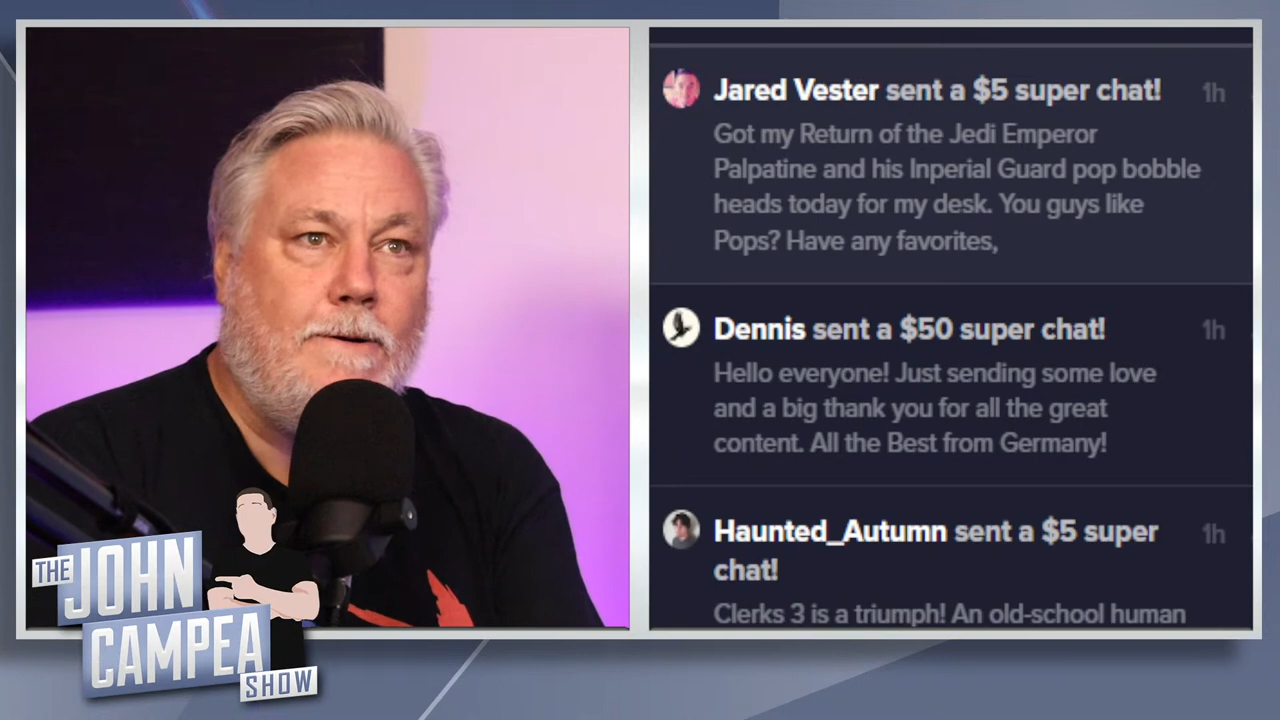 Jared Vester sent a $5 super chat!
1h
Got my Return of the Jedi Emperor
Palpatine and his Inperial Guard pop bobble
heads today for my desk. You guys like
Pops? Have any favorites,
Dennis sent a $50 super chat!
1h
Hello everyone! Just sending some love
and a big thank you for all the great
content. All the Best from Germany!
Haunted_Autumn sent a $5 super
chat!
1h
Clerks 3 is a triumph! An old-school human
THE
JOHN
CAMPEA
SHOW